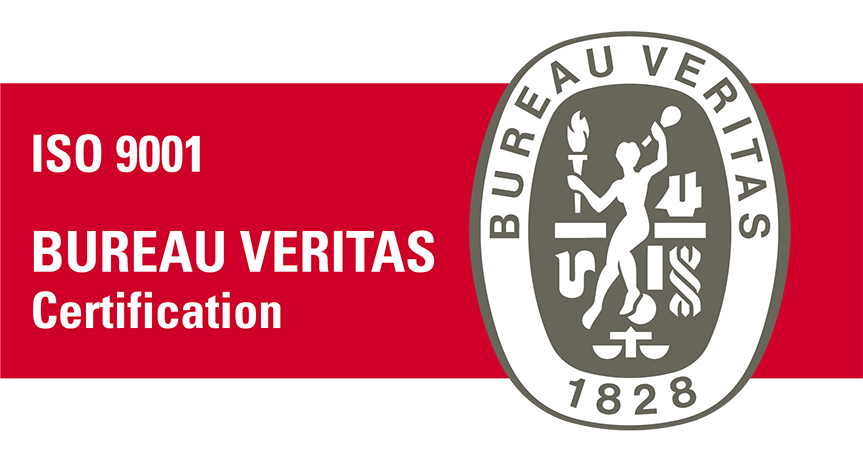 ISO 9001
BUREAU VERITAS
Certification
BUREAU VERITAS
1828